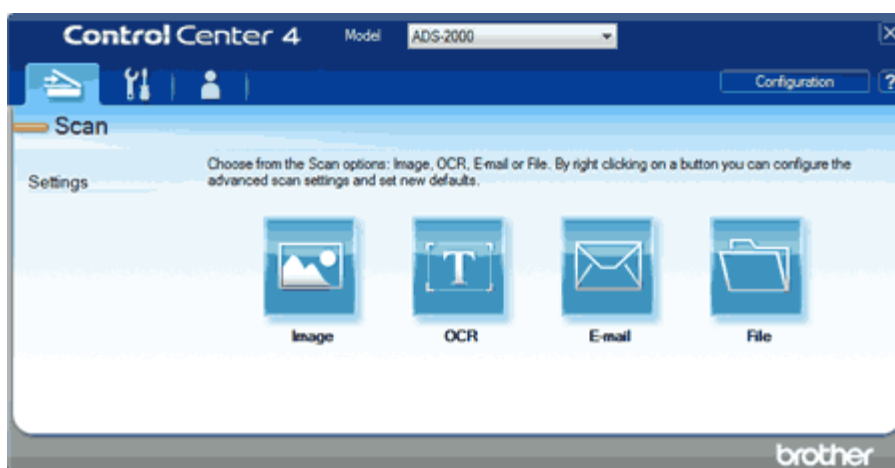 Control Center 4 Model ADS-2000
Configuration ?
Scan
Choose from the Scan options: Image, OCR, E-mail or File. By right clicking on a button you can configure the
advanced scan settings and set new defaults.
Settings
T
Image OCR E-mail File
brother